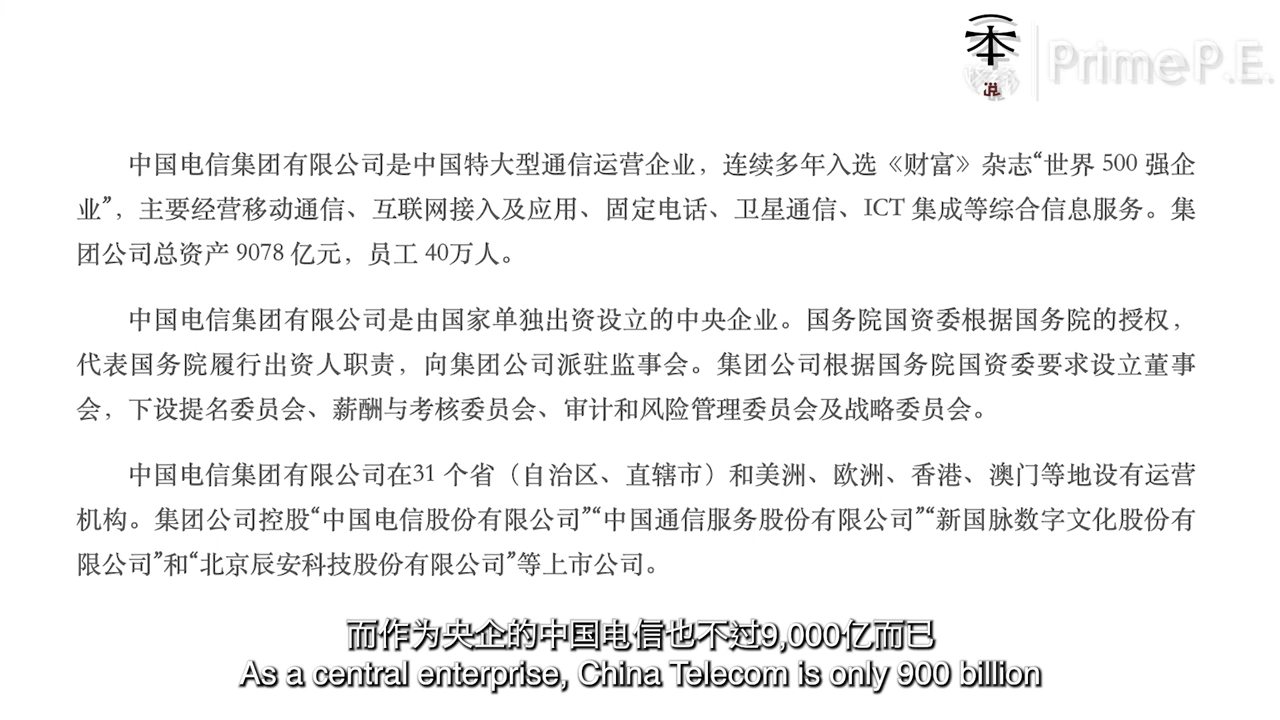 本
兑
Prime P.E.
中国电信集团有限公司是中国特大型通信运营企业，连续多年入选《财富》杂志“世界 500 强企
业”，主要经营移动通信、互联网接入及应用、固定电话、卫星通信、ICT 集成等综合信息服务。集
团公司总资产 9078 亿元，员工 40万人。
中国电信集团有限公司是由国家单独出资设立的中央企业。国务院国资委根据国务院的授权，
代表国务院履行出资人职责，向集团公司派驻监事会。集团公司根据国务院国资委要求设立董事
会，下设提名委员会、薪酬与考核委员会、审计和风险管理委员会及战略委员会。
中国电信集团有限公司在31 个省（自治区、直辖市）和美洲、欧洲、香港、澳门等地设有运营
机构。集团公司控股“中国电信股份有限公司”“中国通信服务股份有限公司”“新国脉数字文化股份有
限公司”和“北京辰安科技股份有限公司”等上市公司。
而作为央企的中国电信也不过9,000亿而已
As a central enterprise, China Telecom is only 900 billion